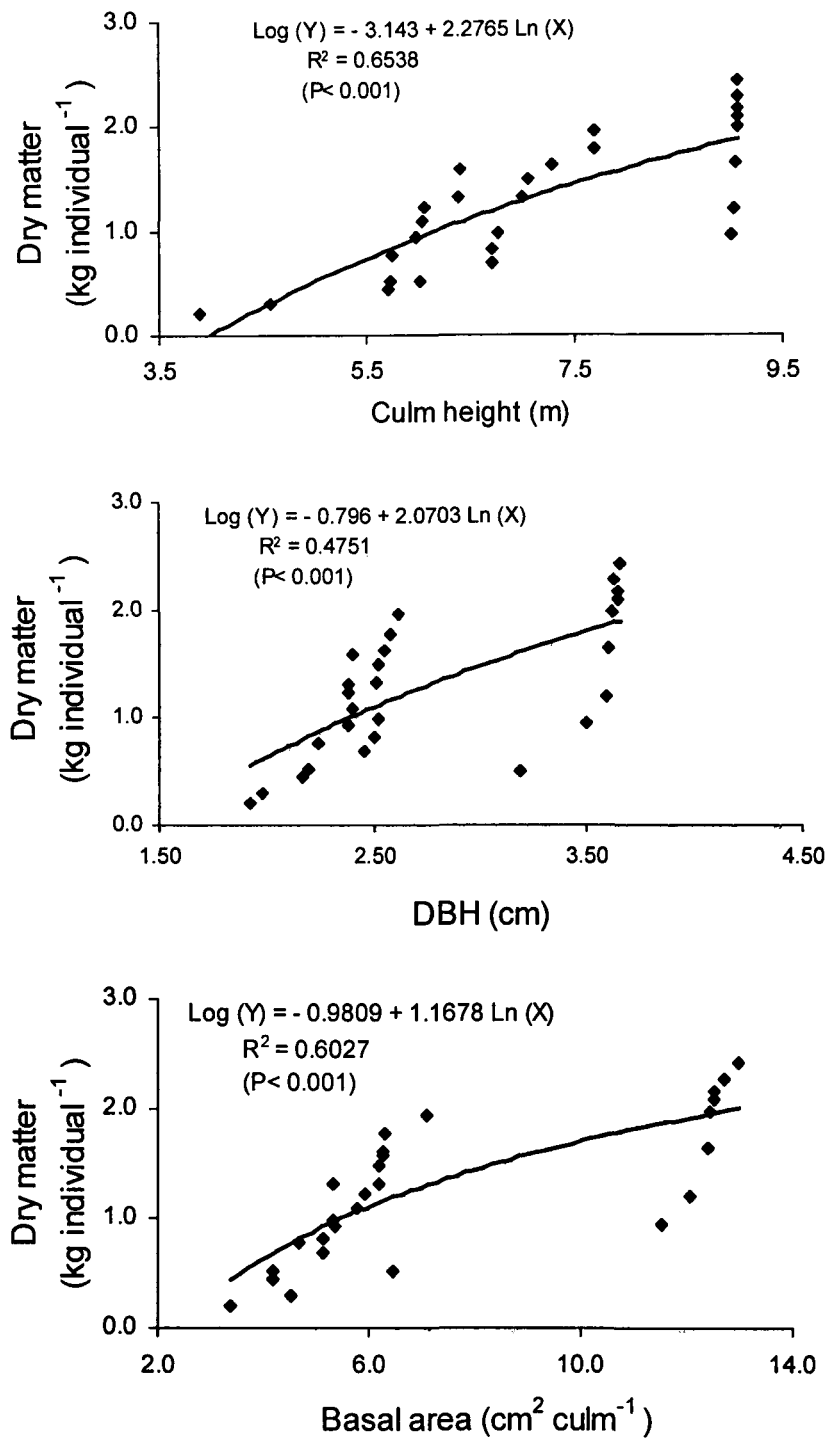 Log (Y) = - 3.143 + 2.2765 Ln (X)
R² = 0.6538
(P< 0.001)
Dry matter
(kg individual⁻¹)
3.0
2.0
1.0
0.0
3.5 5.5 7.5 9.5
Culm height (m)
Log (Y) = - 0.796 + 2.0703 Ln (X)
R² = 0.4751
(P< 0.001)
Dry matter
(kg individual⁻¹)
3.0
2.0
1.0
0.0
1.50 2.50 3.50 4.50
DBH (cm)
Log (Y) = - 0.9809 + 1.1678 Ln (X)
R² = 0.6027
(P< 0.001)
Dry matter
(kg individual⁻¹)
3.0
2.0
1.0
0.0
2.0 6.0 10.0 14.0
Basal area (cm² culm⁻¹)